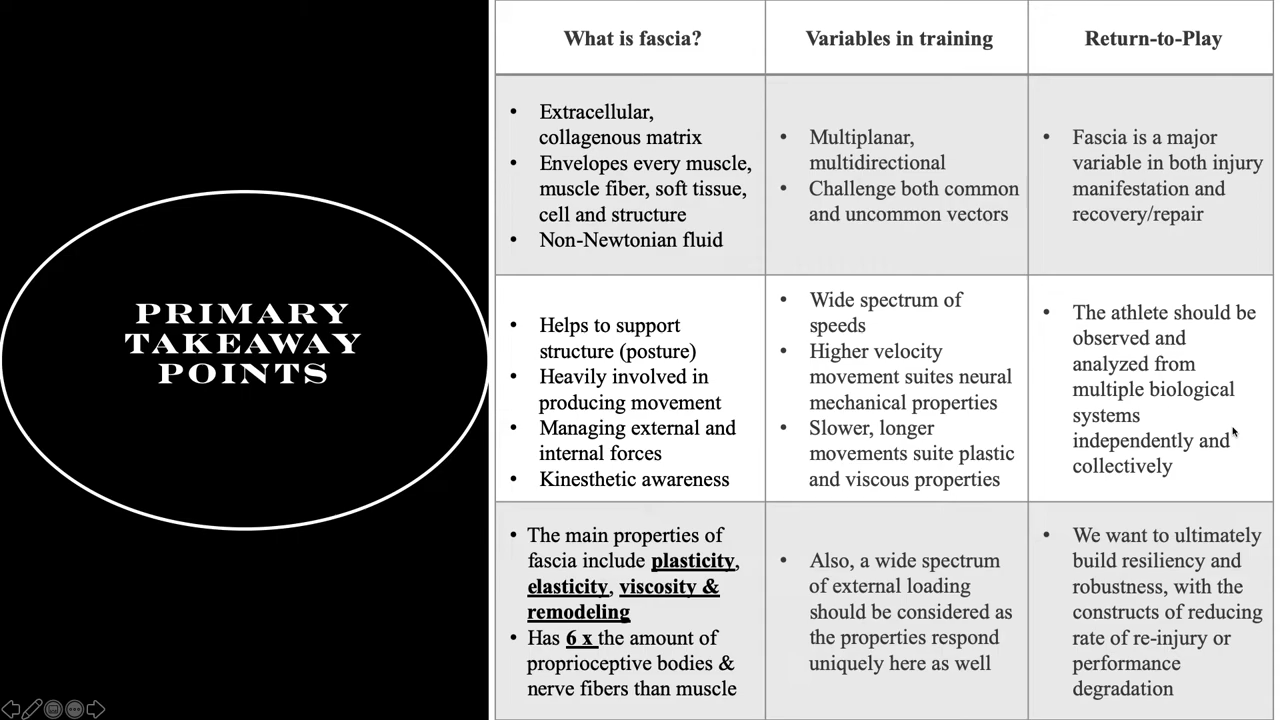 PRIMARY
TAKEAWAY
POINTS
What is fascia?
Variables in training
Return-to-Play
• Extracellular,
collagenous matrix
• Envelopes every muscle,
muscle fiber, soft tissue,
cell and structure
• Non-Newtonian fluid
• Multiplanar,
multidirectional
• Challenge both common
and uncommon vectors
• Fascia is a major
variable in both injury
manifestation and
recovery/repair
• Helps to support
structure (posture)
• Heavily involved in
producing movement
• Managing external and
internal forces
• Kinesthetic awareness
• Wide spectrum of
speeds
• Higher velocity
movement suites neural
mechanical properties
• Slower, longer
movements suite plastic
and viscous properties
• The athlete should be
observed and
analyzed from
multiple biological
systems
independently and
collectively
• The main properties of
fascia include plasticity,
elasticity, viscosity &
remodeling
• Has 6 x the amount of
proprioceptive bodies &
nerve fibers than muscle
• Also, a wide spectrum
of external loading
should be considered as
the properties respond
uniquely here as well
• We want to ultimately
build resiliency and
robustness, with the
constructs of reducing
rate of re-injury or
performance
degradation